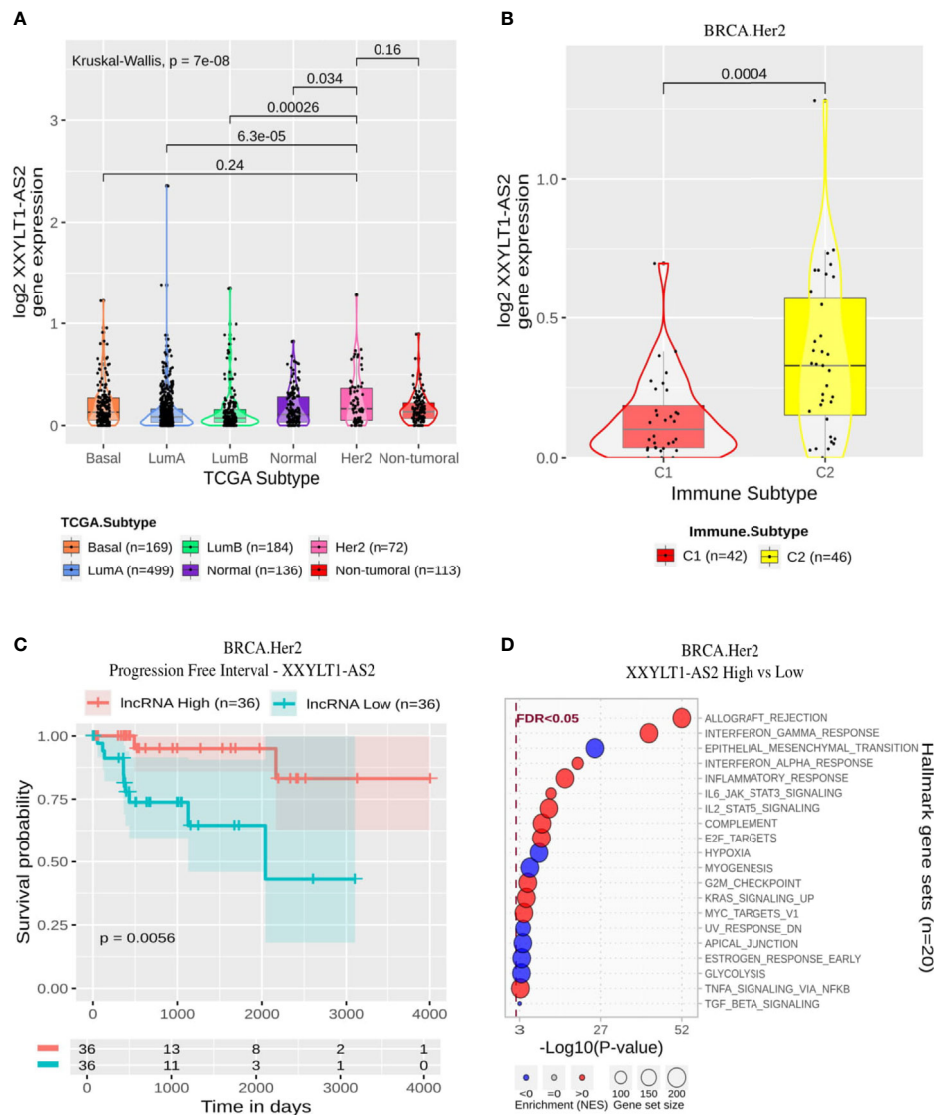 A
Kruskal-Wallis, p = 7e-08
0.16
0.034
0.00026
6.3e-05
0.24
log2 XXYLT1-AS2
gene expression
3
2
1
0
Basal LumA LumB Normal Her2 Non-tumoral
TCGA Subtype
TCGA.Subtype
Basal (n=169) LumB (n=184) Her2 (n=72)
LumA (n=499) Normal (n=136) Non-tumoral (n=113)
B
BRCA.Her2
0.0004
log2 XXYLT1-AS2
gene expression
1.0
0.5
0.0
C1 C2
Immune Subtype
Immune.Subtype
C1 (n=42) C2 (n=46)
C
BRCA.Her2
Progression Free Interval - XXYLT1-AS2
lncRNA High (n=36) lncRNA Low (n=36)
Survival probability
1.00
0.75
0.50
0.25
0.00
p = 0.0056
0 1000 2000 3000 4000
36 13 8 2 1
36 11 3 1 0
0 1000 2000 3000 4000
Time in days
D
BRCA.Her2
XXYLT1-AS2 High vs Low
FDR<0.05
ALLOGRAFT_REJECTION
INTERFERON_GAMMA_RESPONSE
EPITHELIAL_MESENCHYMAL_TRANSITION
INTERFERON_ALPHA_RESPONSE
INFLAMMATORY_RESPONSE
IL6_JAK_STAT3_SIGNALING
IL2_STAT5_SIGNALING
COMPLEMENT
E2F_TARGETS
HYPOXIA
MYOGENESIS
G2M_CHECKPOINT
KRAS_SIGNALING_UP
MYC_TARGETS_V1
UV_RESPONSE_DN
APICAL_JUNCTION
ESTROGEN_RESPONSE_EARLY
GLYCOLYSIS
TNFA_SIGNALING_VIA_NFKB
TGF_BETA_SIGNALING
Hallmark gene sets (n=20)
3 27 52
-Log10(P-value)
<0 =0 >0 100 150 200
Enrichment (NES) Gene set size